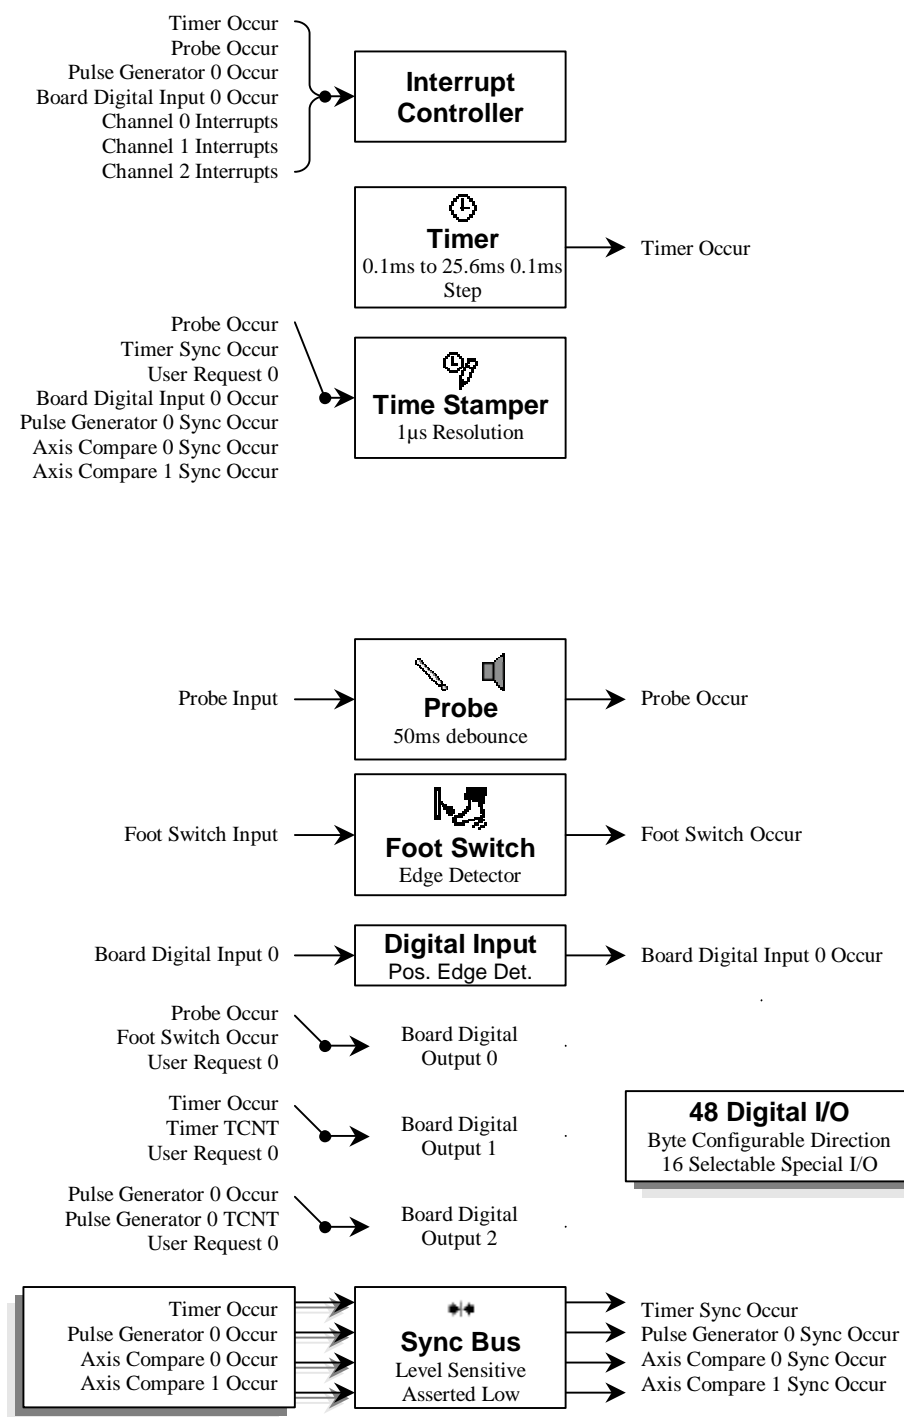 Timer Occur
Probe Occur
Pulse Generator 0 Occur
Board Digital Input 0 Occur
Channel 0 Interrupts
Channel 1 Interrupts
Channel 2 Interrupts
Interrupt
Controller
Timer
0.1ms to 25.6ms 0.1ms
Step
Timer Occur
Probe Occur
Timer Sync Occur
User Request 0
Board Digital Input 0 Occur
Pulse Generator 0 Sync Occur
Axis Compare 0 Sync Occur
Axis Compare 1 Sync Occur
Time Stamper
1µs Resolution
Probe Input
Probe
50ms debounce
Probe Occur
Foot Switch Input
Foot Switch
Edge Detector
Foot Switch Occur
Board Digital Input 0
Digital Input
Pos. Edge Det.
Board Digital Input 0 Occur
Probe Occur
Foot Switch Occur
User Request 0
Board Digital
Output 0
Timer Occur
Timer TCNT
User Request 0
Board Digital
Output 1
48 Digital I/O
Byte Configurable Direction
16 Selectable Special I/O
Pulse Generator 0 Occur
Pulse Generator 0 TCNT
User Request 0
Board Digital
Output 2
Timer Occur
Pulse Generator 0 Occur
Axis Compare 0 Occur
Axis Compare 1 Occur
Sync Bus
Level Sensitive
Asserted Low
Timer Sync Occur
Pulse Generator 0 Sync Occur
Axis Compare 0 Sync Occur
Axis Compare 1 Sync Occur